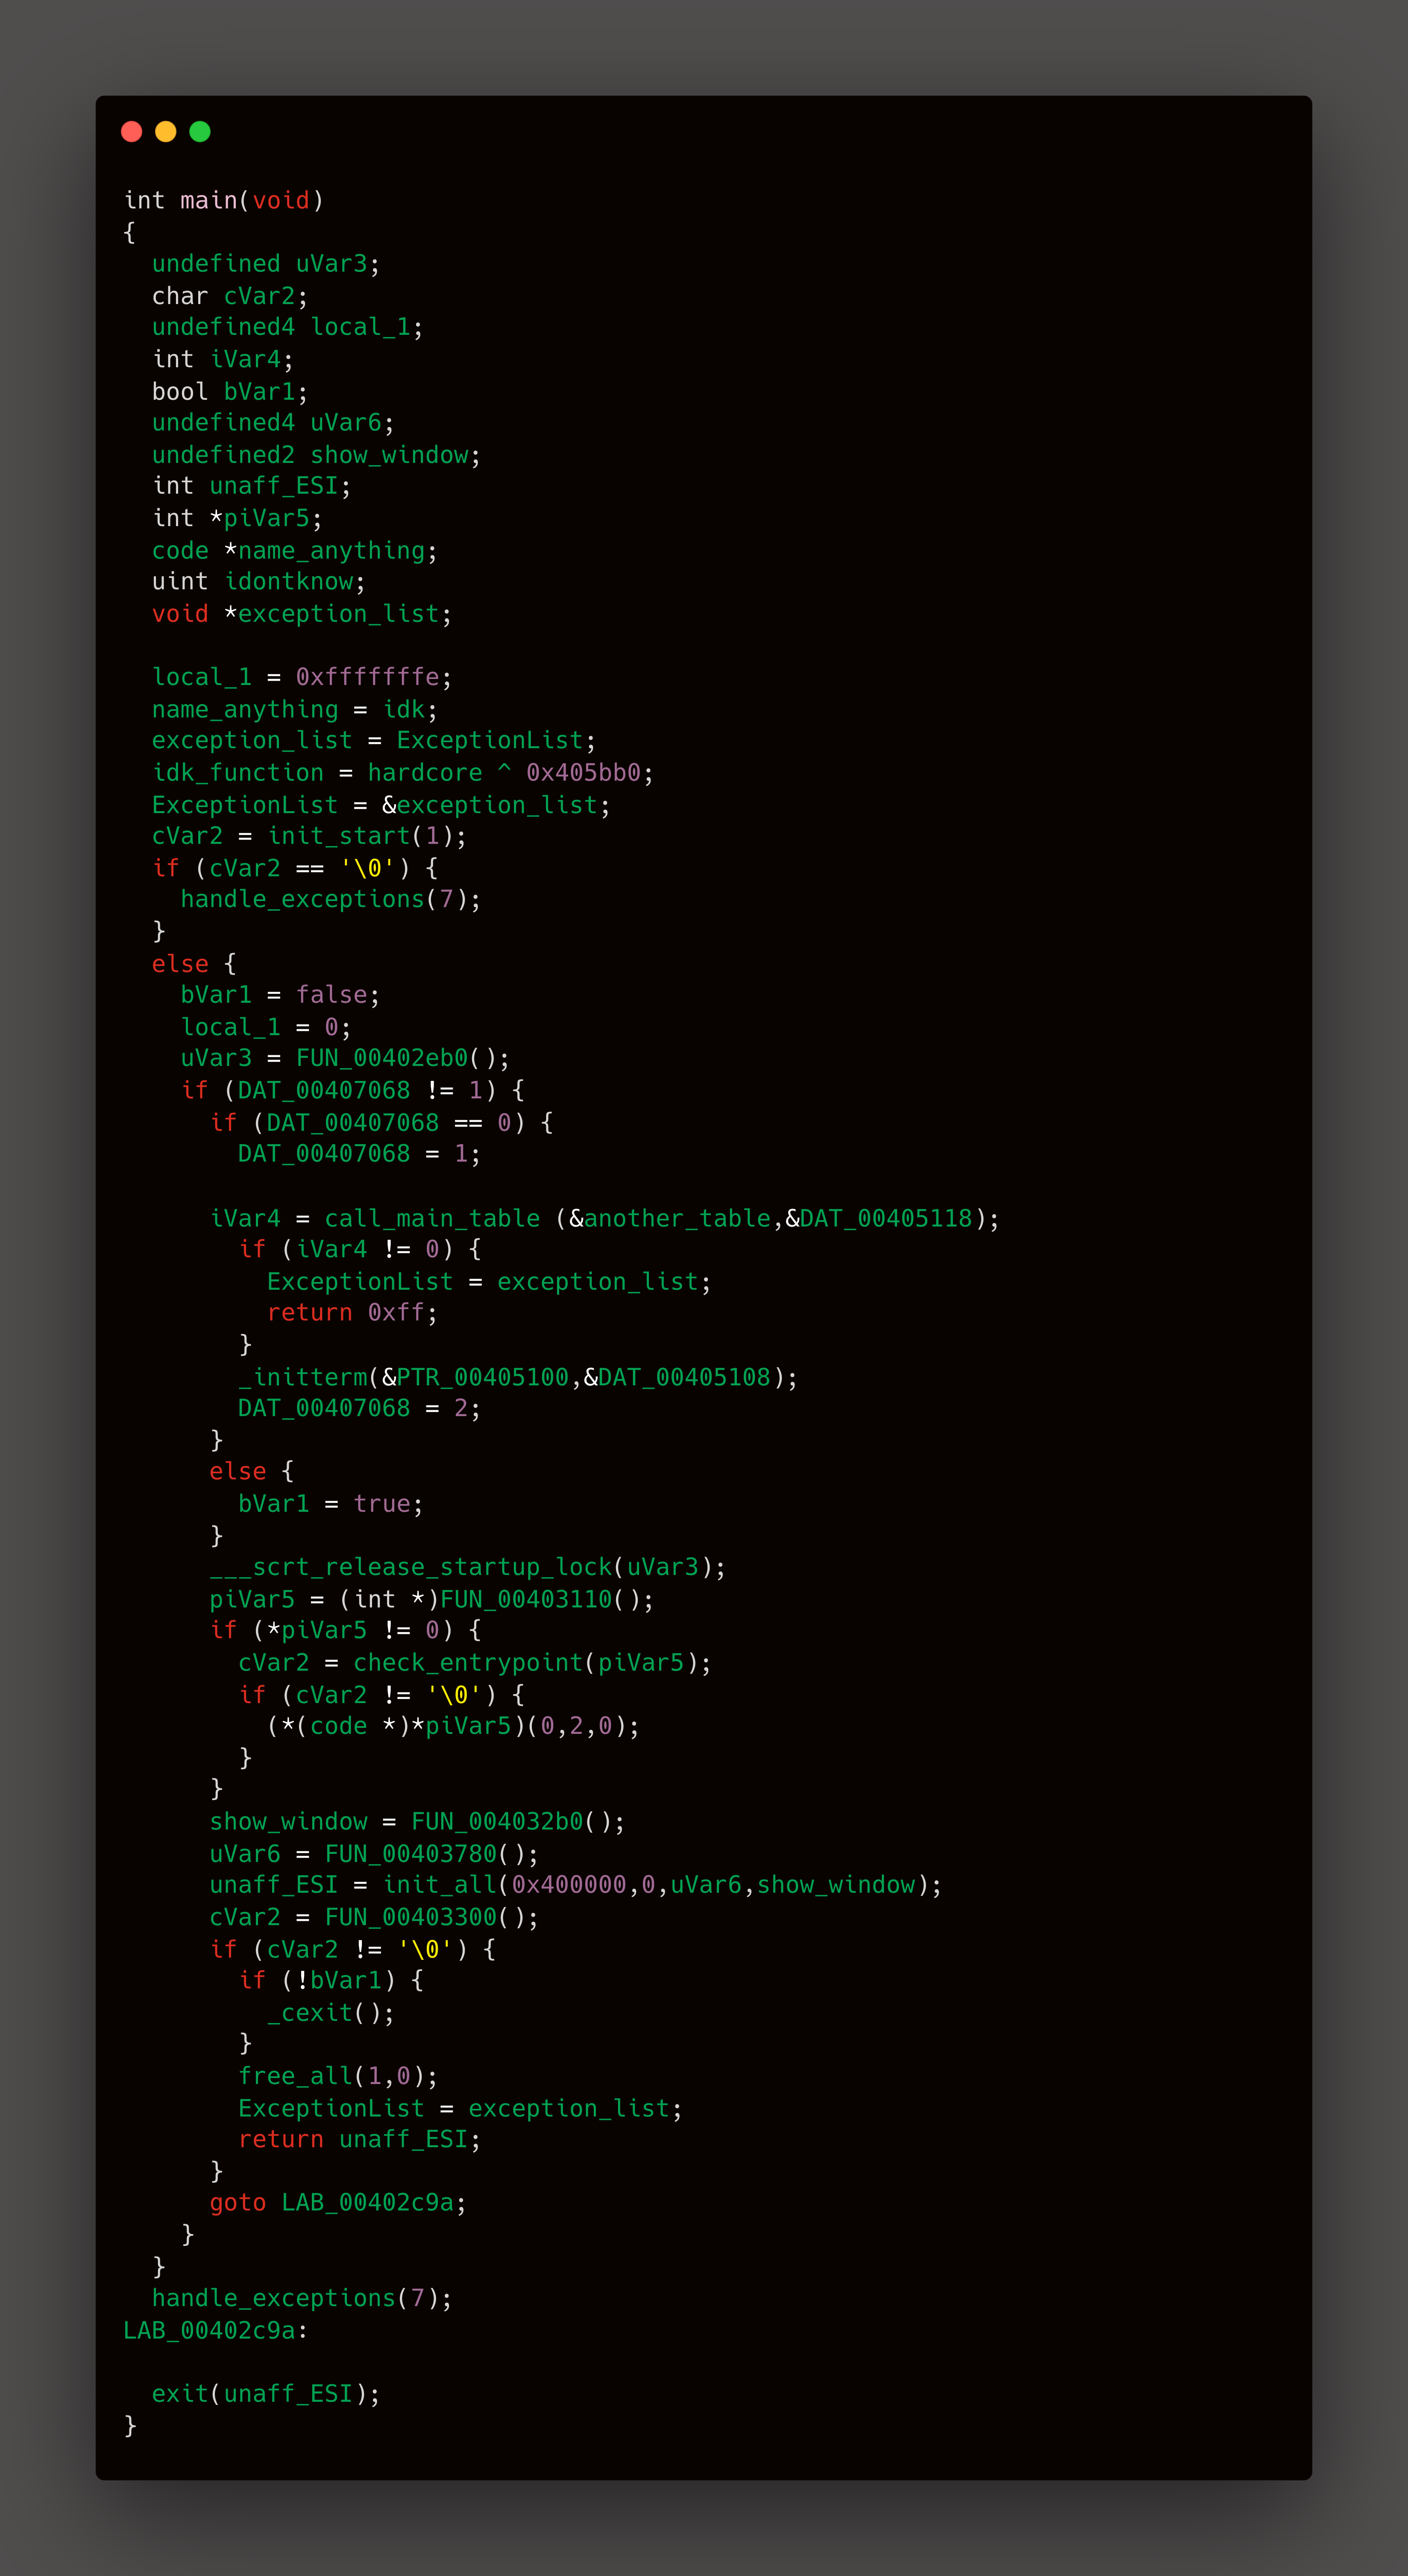 int main(void)
{
  undefined uVar3;
  char cVar2;
  undefined4 local_1;
  int iVar4;
  bool bVar1;
  undefined4 uVar6;
  undefined2 show_window;
  int unaff_ESI;
  int *piVar5;
  code *name_anything;
  uint idontknow;
  void *exception_list;

  local_1 = 0xfffffffe;
  name_anything = idk;
  exception_list = ExceptionList;
  idk_function = hardcore ^ 0x405bb0;
  ExceptionList = &exception_list;
  cVar2 = init_start(1);
  if (cVar2 == '\0') {
    handle_exceptions(7);
  }
  else {
    bVar1 = false;
    local_1 = 0;
    uVar3 = FUN_00402eb0();
    if (DAT_00407068 != 1) {
      if (DAT_00407068 == 0) {
        DAT_00407068 = 1;

      iVar4 = call_main_table (&another_table,&DAT_00405118);
        if (iVar4 != 0) {
          ExceptionList = exception_list;
          return 0xff;
        }
        _initterm(&PTR_00405100,&DAT_00405108);
        DAT_00407068 = 2;
      }
      else {
        bVar1 = true;
      }
      ___scrt_release_startup_lock(uVar3);
      piVar5 = (int *)FUN_00403110();
      if (*piVar5 != 0) {
        cVar2 = check_entrypoint(piVar5);
        if (cVar2 != '\0') {
          (*(code *)*piVar5)(0,2,0);
        }
      }
      show_window = FUN_004032b0();
      uVar6 = FUN_00403780();
      unaff_ESI = init_all(0x400000,0,uVar6,show_window);
      cVar2 = FUN_00403300();
      if (cVar2 != '\0') {
        if (!bVar1) {
          _cexit();
        }
        free_all(1,0);
        ExceptionList = exception_list;
        return unaff_ESI;
      }
      goto LAB_00402c9a;
    }
  }
  handle_exceptions(7);
LAB_00402c9a:

  exit(unaff_ESI);
}